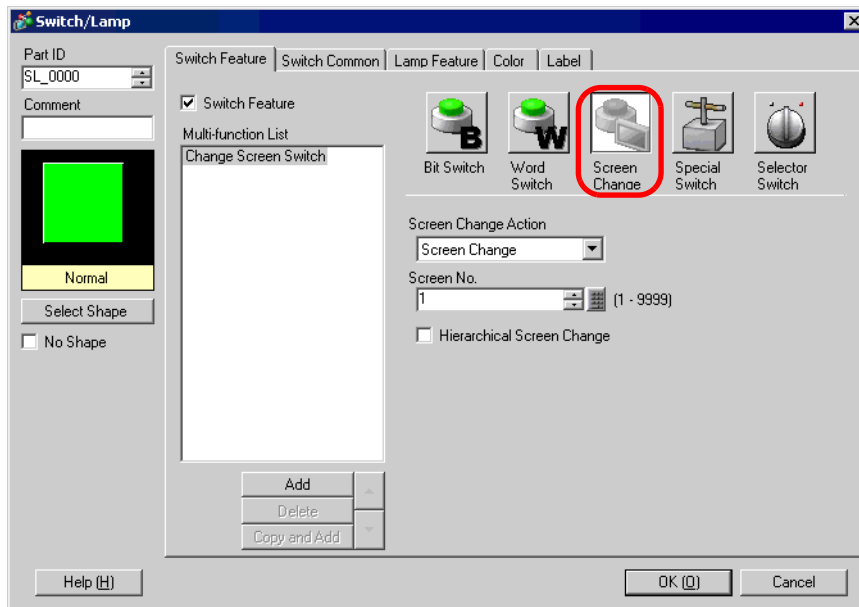 Switch/Lamp
Part ID
SL_0000
Comment
Normal
Select Shape
No Shape
Switch Feature
Switch Common
Lamp Feature
Color
Label
Switch Feature
Multi-function List
Change Screen Switch
Add
Delete
Copy and Add
B
Bit Switch
W
Word
Switch
Screen
Change
Special
Switch
Selector
Switch
Screen Change Action
Screen Change
Screen No.
1
(1 - 9999)
Hierarchical Screen Change
Help (H)
OK (O)
Cancel